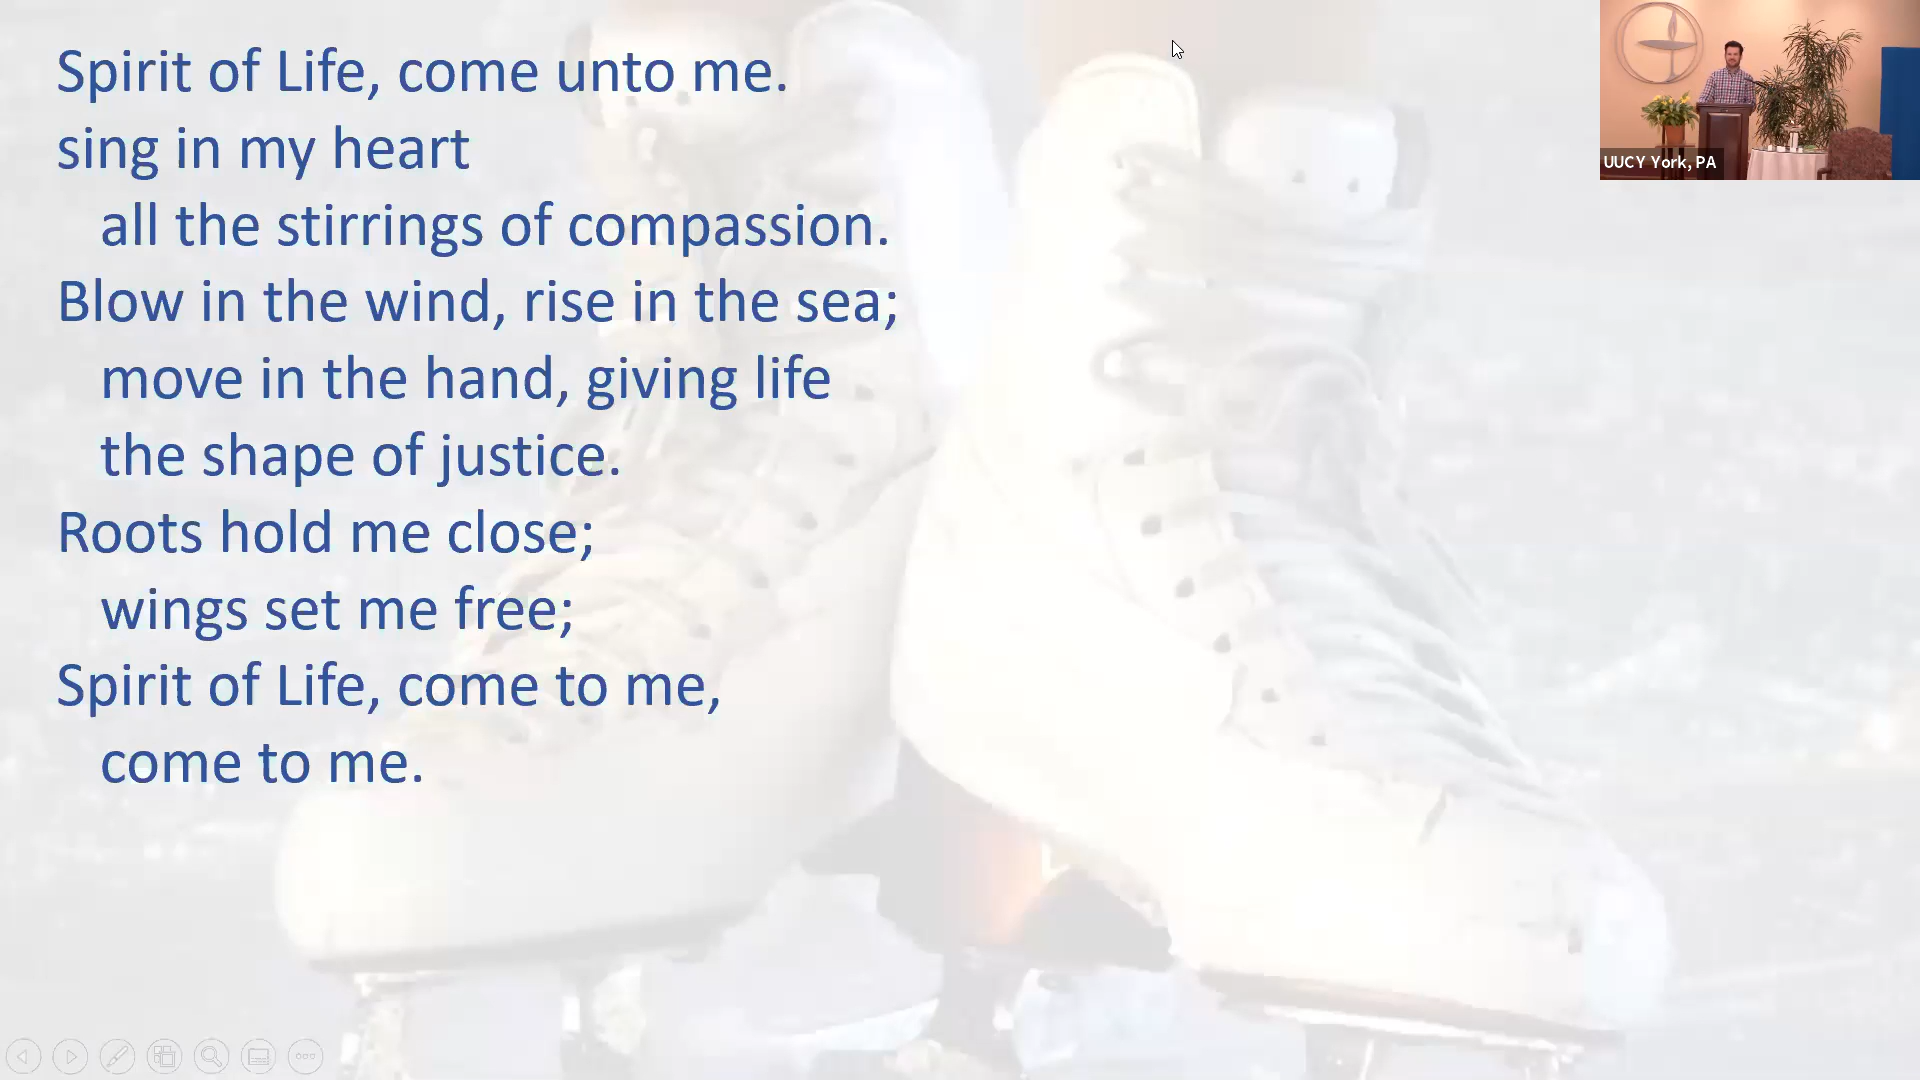 Spirit of Life, come unto me.
sing in my heart
all the stirrings of compassion.
Blow in the wind, rise in the sea;
move in the hand, giving life
the shape of justice.
Roots hold me close;
wings set me free;
Spirit of Life, come to me,
come to me.
UUCY York, PA